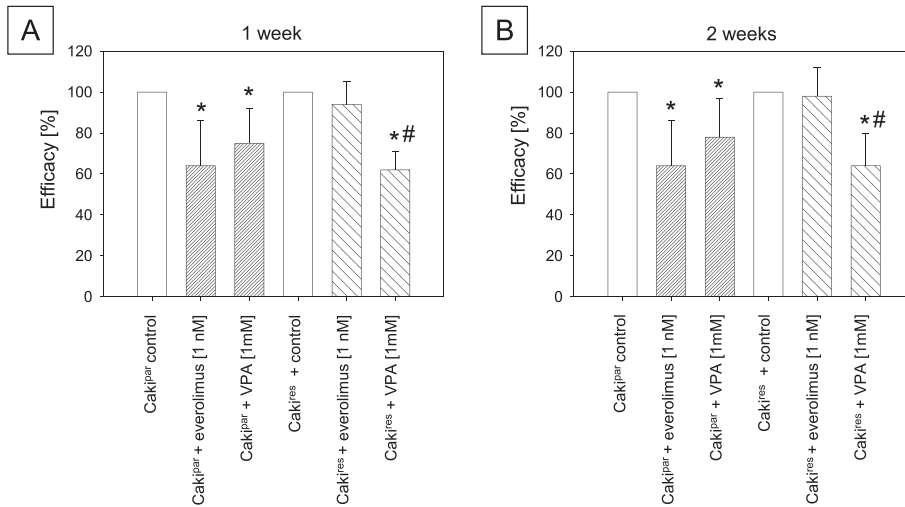 A
1 week
Efficacy [%]
120
100
80
60
40
20
0
*
*
*#
Caki^par control
Caki^par + everolimus [1 nM]
Caki^par + VPA [1mM]
Caki^res + control
Caki^res + everolimus [1 nM]
Caki^res + VPA [1mM]
B
2 weeks
Efficacy [%]
120
100
80
60
40
20
0
*
*
*#
Caki^par control
Caki^par + everolimus [1 nM]
Caki^par + VPA [1mM]
Caki^res + control
Caki^res + everolimus [1 nM]
Caki^res + VPA [1mM]